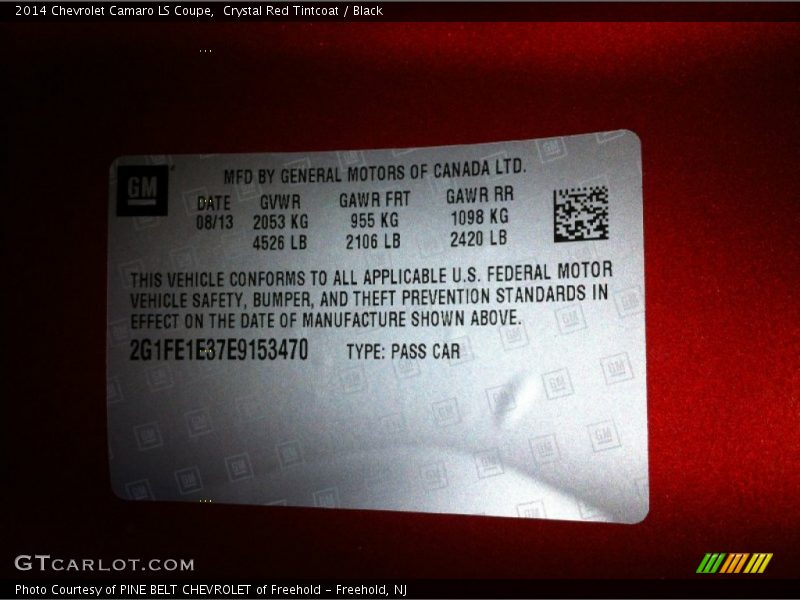 2014 Chevrolet Camaro LS Coupe, Crystal Red Tintcoat / Black
GM
MFD BY GENERAL MOTORS OF CANADA LTD.
DATE GVWR GAWR FRT GAWR RR
08/13 2053 KG 955 KG 1098 KG
4526 LB 2106 LB 2420 LB
THIS VEHICLE CONFORMS TO ALL APPLICABLE U.S. FEDERAL MOTOR
VEHICLE SAFETY, BUMPER, AND THEFT PREVENTION STANDARDS IN
EFFECT ON THE DATE OF MANUFACTURE SHOWN ABOVE.
2G1FE1E37E9153470 TYPE: PASS CAR
GTCARLOT.COM
Photo Courtesy of PINE BELT CHEVROLET of Freehold - Freehold, NJ